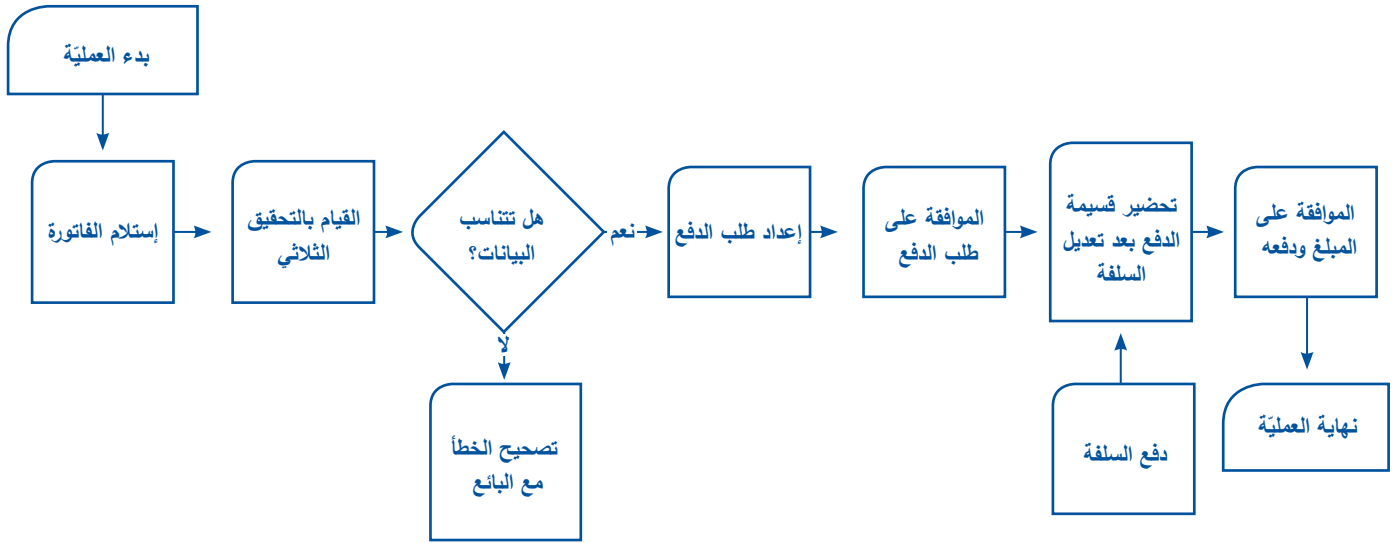 بدء العمليّة
إستلام الفاتورة
القيام بالتحقيق
الثلاثي
هل تتناسب
البيانات؟
نعم
لا
تصحيح الخطأ
مع البائع
إعداد طلب الدفع
الموافقة على
طلب الدفع
تحضير قسيمة
الدفع بعد تعديل
السلفة
دفع السلفة
الموافقة على
المبلغ ودفعه
نهاية العمليّة